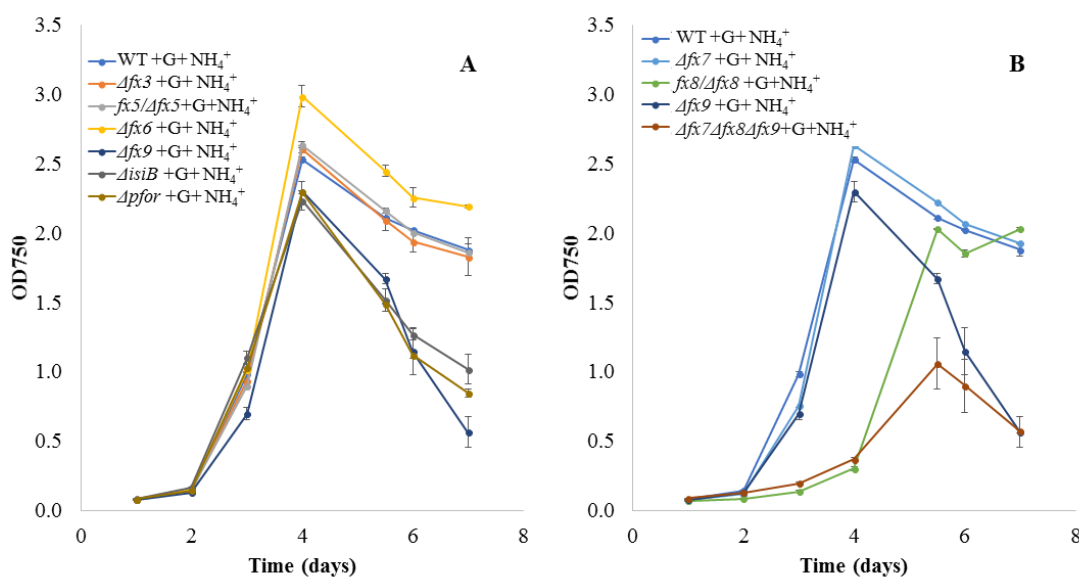 A
WT +G+ NH₄⁺
Δfx3 +G+ NH₄⁺
fx5/Δfx5+G+NH₄⁺
Δfx6 +G+ NH₄⁺
Δfx9 +G+ NH₄⁺
ΔisiB +G+ NH₄⁺
Δpfor +G+ NH₄⁺
OD750
3.5
3.0
2.5
2.0
1.5
1.0
0.5
0.0
0 2 4 6 8
Time (days)
B
WT +G+ NH₄⁺
Δfx7 +G+ NH₄⁺
fx8/Δfx8 +G+NH₄⁺
Δfx9 +G+ NH₄⁺
Δfx7Δfx8Δfx9+G+NH₄⁺
OD750
3.5
3.0
2.5
2.0
1.5
1.0
0.5
0.0
0 2 4 6 8
Time (days)